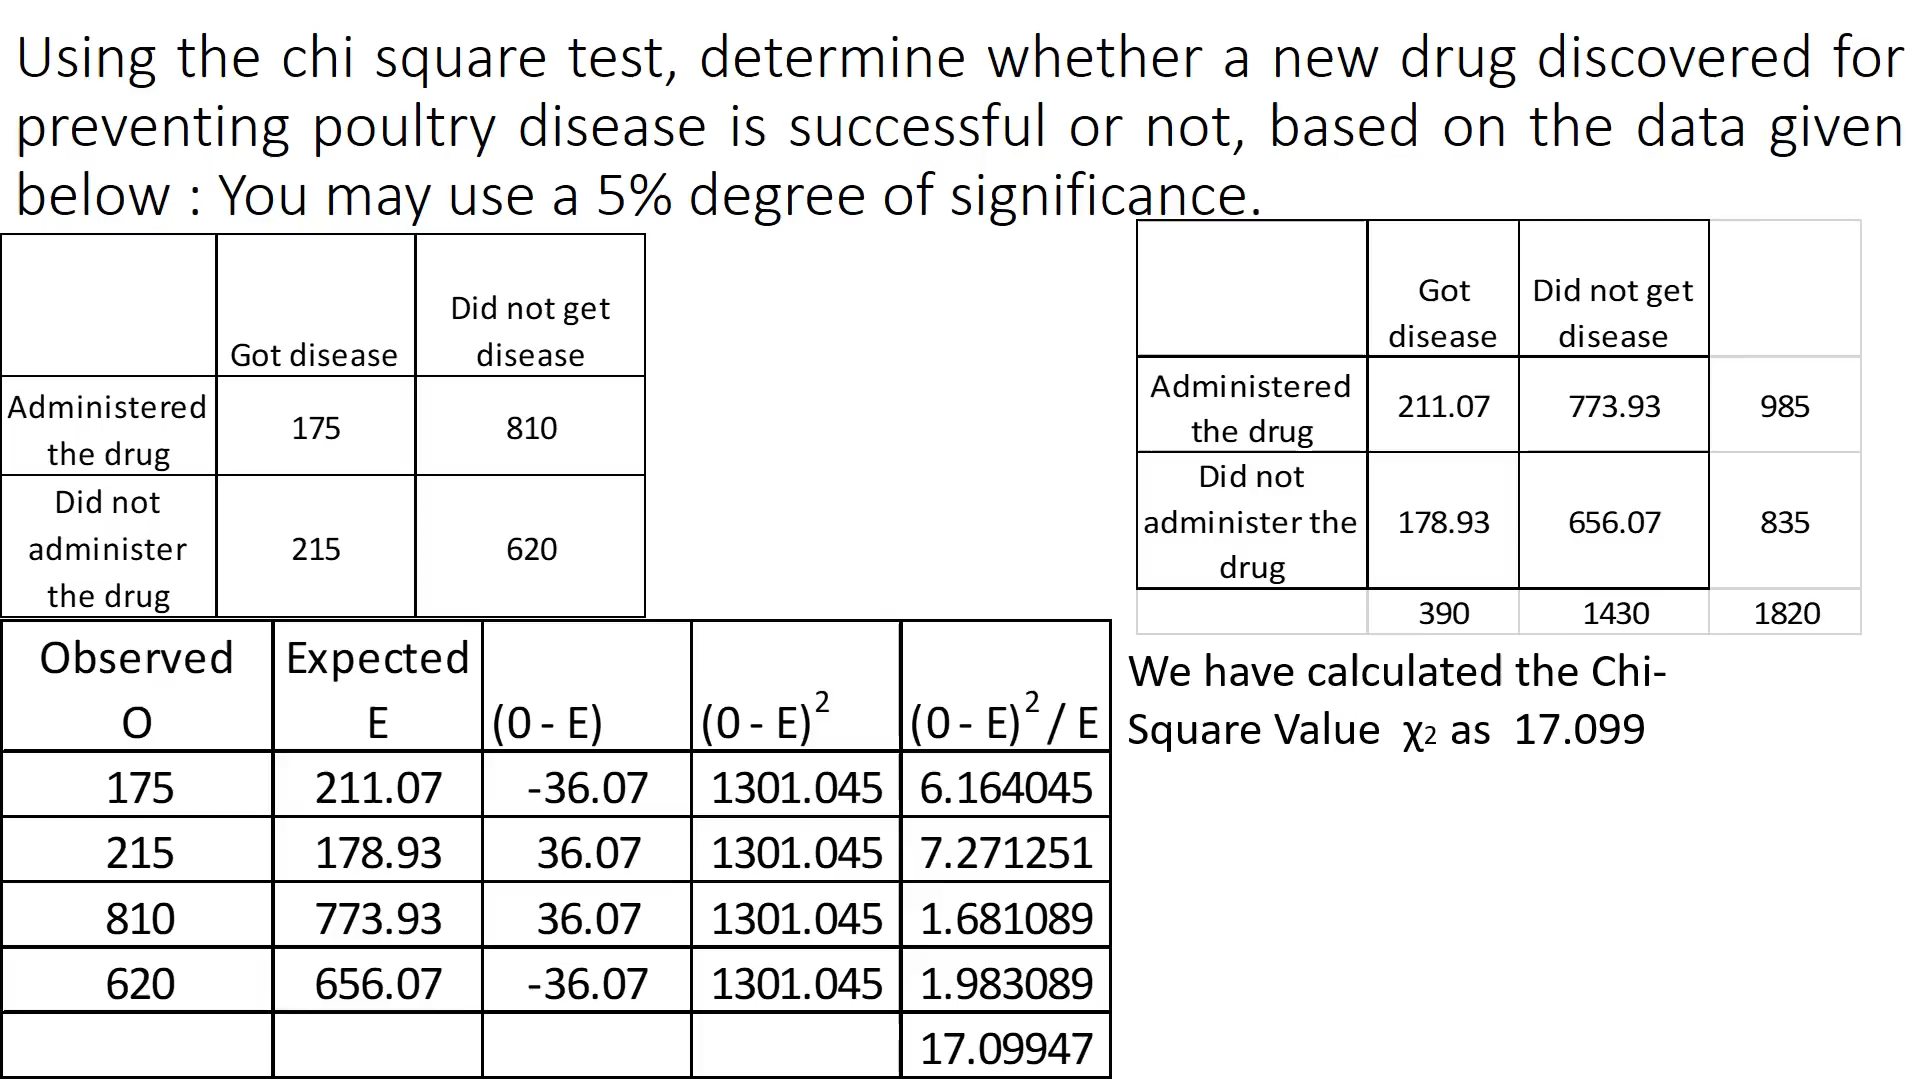 Using the chi square test, determine whether a new drug discovered for
preventing poultry disease is successful or not, based on the data given
below : You may use a 5% degree of significance.
Got disease
Did not get
disease
Administered
the drug
175
810
Did not
administer
the drug
215
620
Got
disease
Did not get
disease
Administered
the drug
211.07
773.93
985
Did not
administer the
drug
178.93
656.07
835
390
1430
1820
Observed
O
Expected
E
(0 - E)
(0 - E)²
(0 - E)² / E
175
211.07
-36.07
1301.045
6.164045
215
178.93
36.07
1301.045
7.271251
810
773.93
36.07
1301.045
1.681089
620
656.07
-36.07
1301.045
1.983089
17.09947
We have calculated the Chi-
Square Value χ2 as 17.099